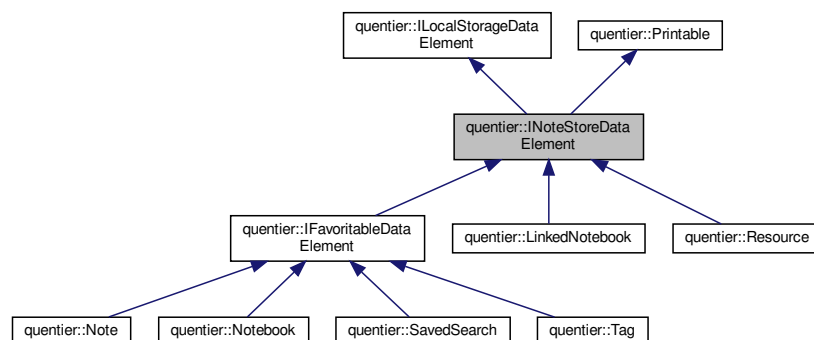 quentier::ILocalStorageData
Element
quentier::Printable
quentier::INoteStoreData
Element
quentier::IFavoritableData
Element
quentier::LinkedNotebook
quentier::Resource
quentier::Note
quentier::Notebook
quentier::SavedSearch
quentier::Tag